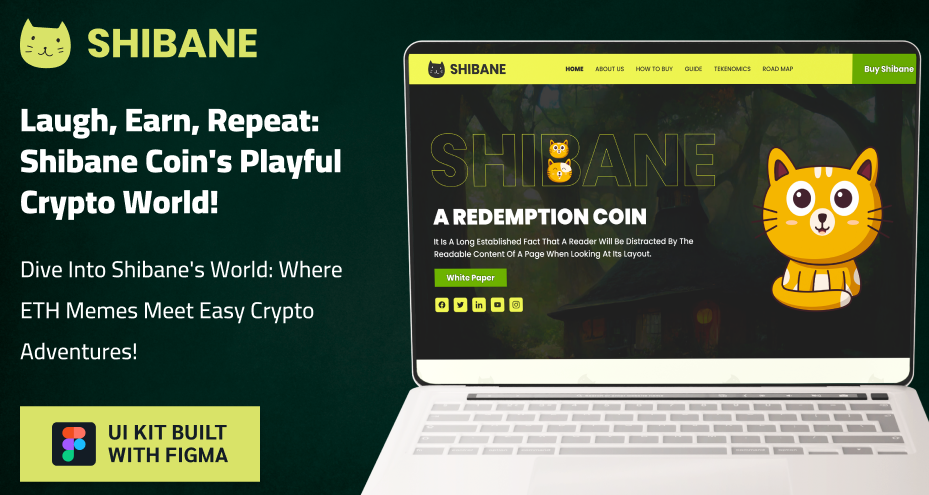 SHIBANE
Laugh, Earn, Repeat:
Shibane Coin's Playful
Crypto World!
Dive Into Shibane's World: Where
ETH Memes Meet Easy Crypto
Adventures!
UI KIT BUILT
WITH FIGMA
SHIBANE
HOME ABOUT US HOW TO BUY GUIDE TEKENOMICS ROAD MAP
Buy Shibane
SHIBANE
A REDEMPTION COIN
It Is A Long Established Fact That A Reader Will Be Distracted By The
Readable Content Of A Page When Looking At Its Layout.
White Paper